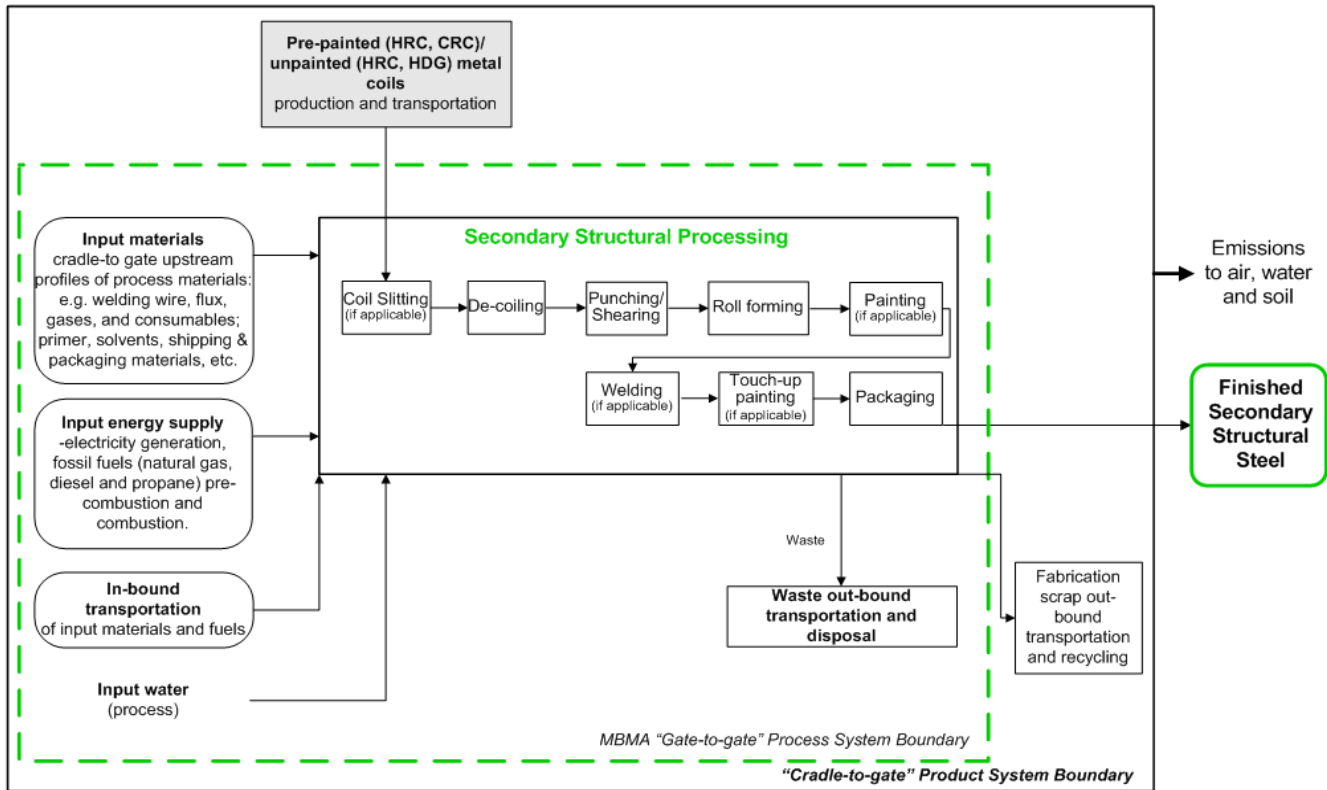 Pre-painted (HRC, CRC)/
unpainted (HRC, HDG) metal
coils
production and transportation
Input materials
cradle-to gate upstream
profiles of process materials:
e.g. welding wire, flux,
gases, and consumables;
primer, solvents, shipping &
packaging materials, etc.
Secondary Structural Processing
Coil Slitting
(if applicable)
De-coiling
Punching/
Shearing
Roll forming
Painting
(if applicable)
Welding
(if applicable)
Touch-up
painting
(if applicable)
Packaging
Emissions
to air, water
and soil
Finished
Secondary
Structural
Steel
Input energy supply
-electricity generation,
fossil fuels (natural gas,
diesel and propane) pre-
combustion and
combustion.
In-bound
transportation
of input materials and fuels
Input water
(process)
Waste
Waste out-bound
transportation and
disposal
Fabrication
scrap out-
bound
transportation
and recycling
MBMA “Gate-to-gate” Process System Boundary
“Cradle-to-gate” Product System Boundary